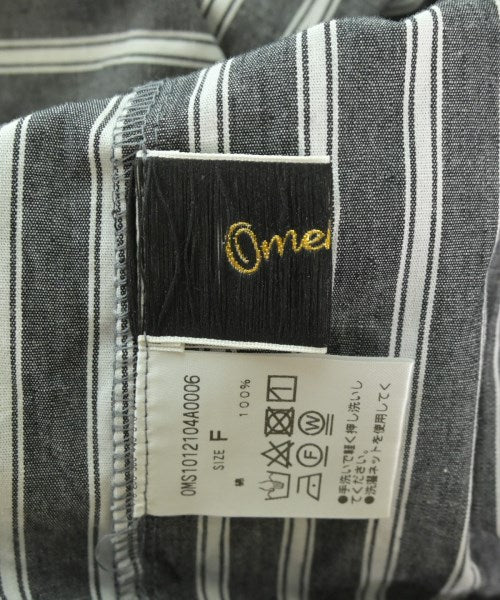 Ome
OMS1012104A0006
SIZE F
綿 100%
●手洗いで軽く押し洗いし
てください。
●洗濯ネットを使用してく